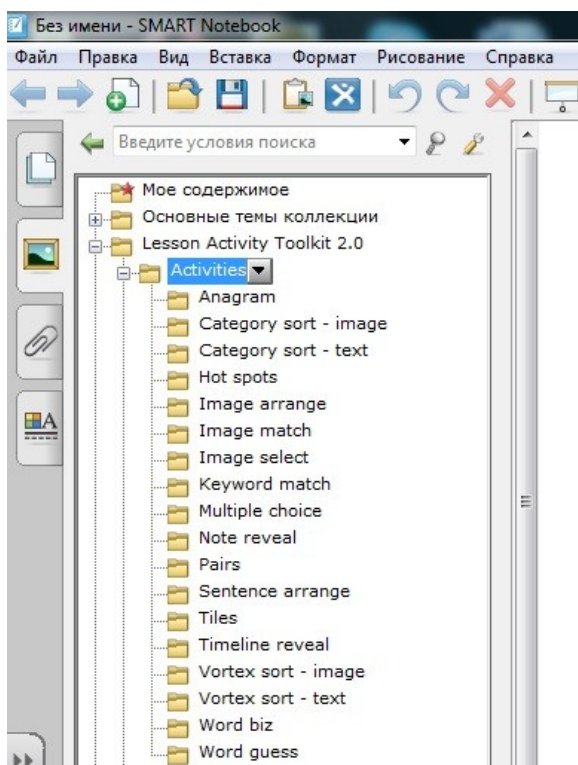 Без имени - SMART Notebook
Файл Правка Вид Вставка Формат Рисование Справка
Введите условия поиска
Мое содержимое
Основные темы коллекции
Lesson Activity Toolkit 2.0
Activities
Anagram
Category sort - image
Category sort - text
Hot spots
Image arrange
Image match
Image select
Keyword match
Multiple choice
Note reveal
Pairs
Sentence arrange
Tiles
Timeline reveal
Vortex sort - image
Vortex sort - text
Word biz
Word guess
A